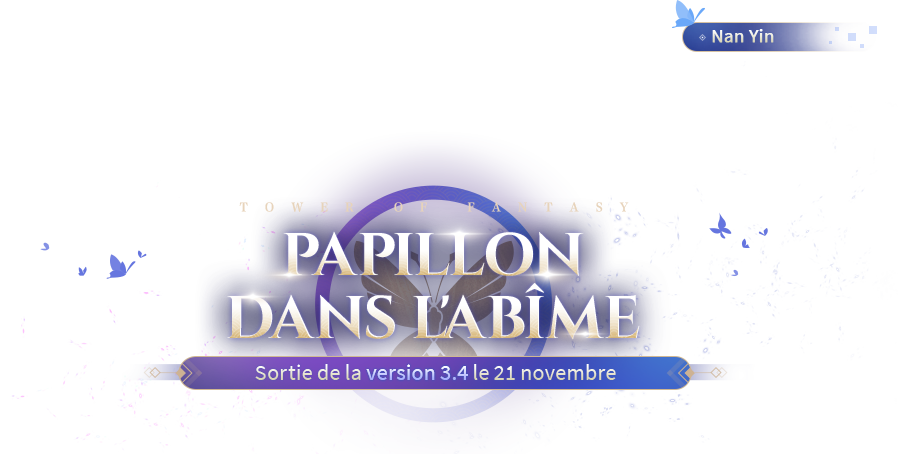 Nan Yin
TOWER OF FANTASY
PAPILLON
DANS L'ABÎME
Sortie de la version 3.4 le 21 novembre